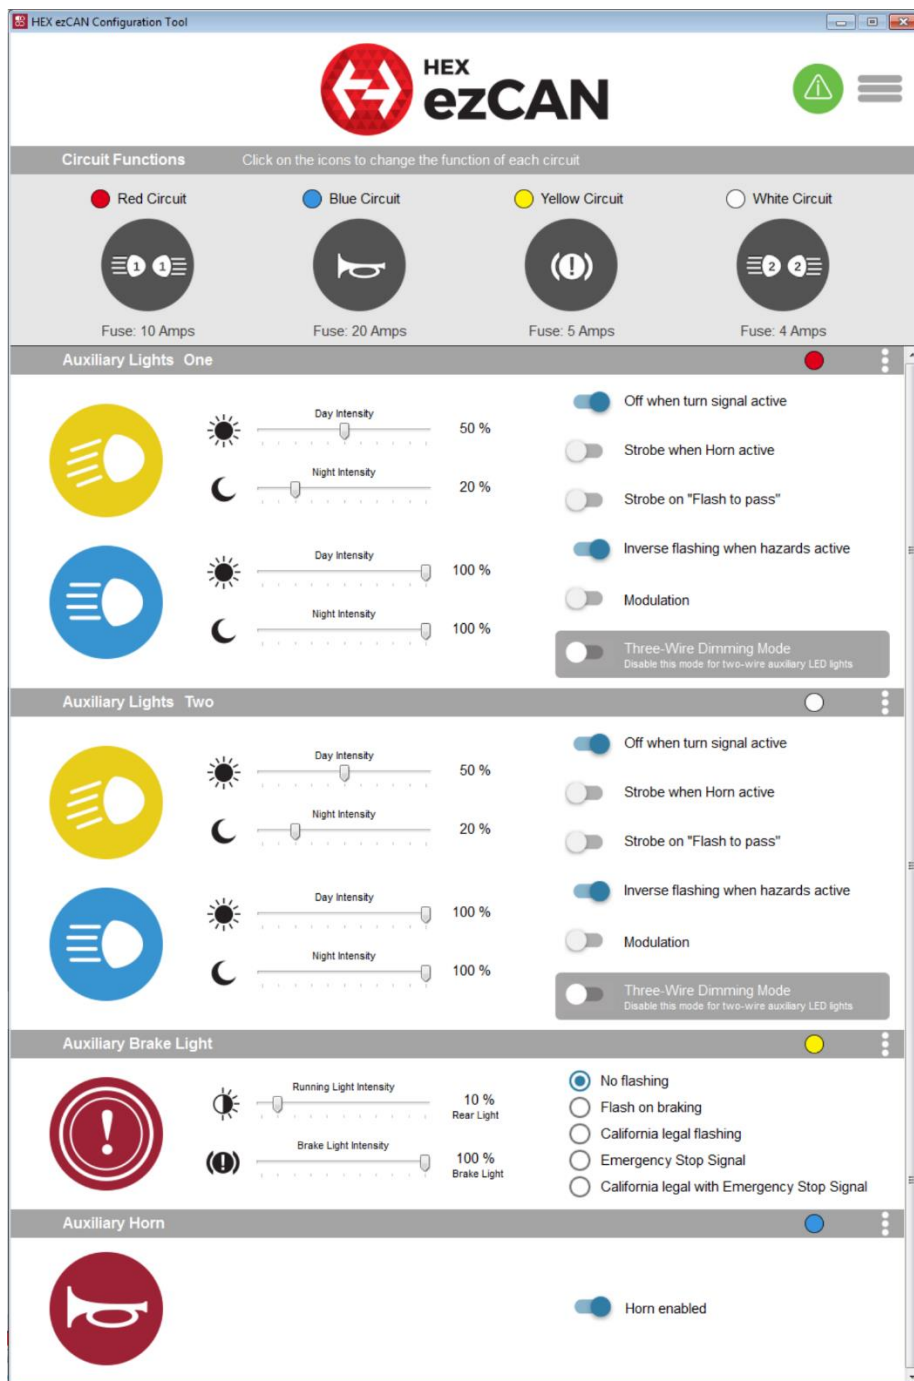 HEX ezCAN Configuration Tool
HEX
ezCAN
Circuit Functions Click on the icons to change the function of each circuit
Red Circuit Blue Circuit Yellow Circuit White Circuit
1 1 2 2
Fuse: 10 Amps Fuse: 20 Amps Fuse: 5 Amps Fuse: 4 Amps
Auxiliary Lights One
Day Intensity
50 %
Night Intensity
20 %
Day Intensity
100 %
Night Intensity
100 %
Off when turn signal active
Strobe when Horn active
Strobe on "Flash to pass"
Inverse flashing when hazards active
Modulation
Three-Wire Dimming Mode
Disable this mode for two-wire auxiliary LED lights
Auxiliary Lights Two
Day Intensity
50 %
Night Intensity
20 %
Day Intensity
100 %
Night Intensity
100 %
Off when turn signal active
Strobe when Horn active
Strobe on "Flash to pass"
Inverse flashing when hazards active
Modulation
Three-Wire Dimming Mode
Disable this mode for two-wire auxiliary LED lights
Auxiliary Brake Light
Running Light Intensity
10 %
Rear Light
Brake Light Intensity
100 %
Brake Light
No flashing
Flash on braking
California legal flashing
Emergency Stop Signal
California legal with Emergency Stop Signal
Auxiliary Horn
Horn enabled